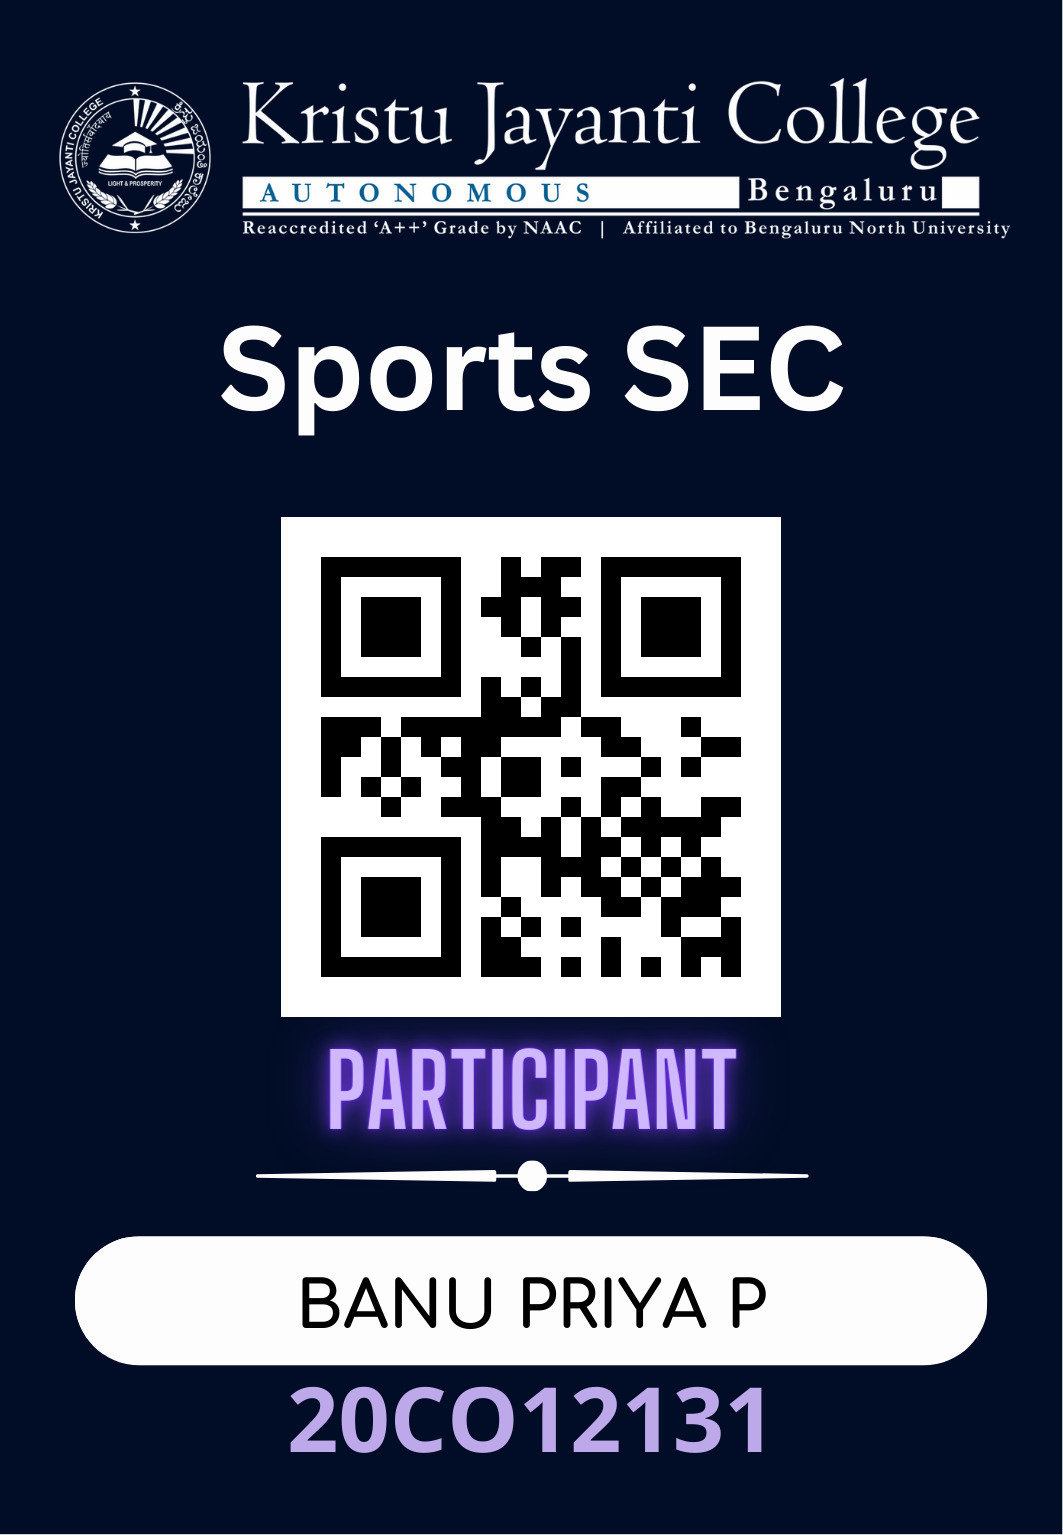 KRISTU JAYANTI COLLEGE
ज्योतिसंवादयाय
LIGHT & PROSPERITY
Kristu Jayanti College
AUTONOMOUS Bengaluru
Reaccredited ‘A++’ Grade by NAAC | Affiliated to Bengaluru North University
Sports SEC
PARTICIPANT
BANU PRIYA P
20CO12131